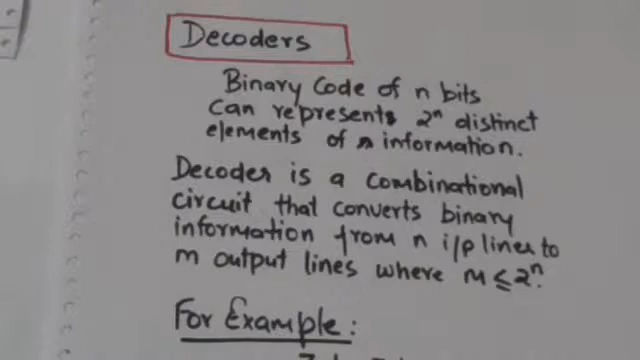 Decoders
Binary Code of n bits
can represents 2ⁿ distinct
elements of information.
Decoder is a combinational
circuit that converts binary
information from n i/p lines to
m output lines where m ≤ 2ⁿ.
For Example: